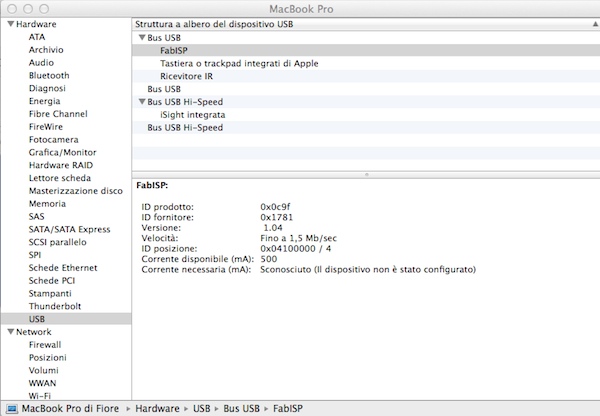 MacBook Pro
Hardware
ATA
Archivio
Audio
Bluetooth
Diagnosi
Energia
Fibre Channel
FireWire
Fotocamera
Grafica/Monitor
Hardware RAID
Lettore scheda
Masterizzazione disco
Memoria
SAS
SATA/SATA Express
SCSI parallelo
SPI
Schede Ethernet
Schede PCI
Stampanti
Thunderbolt
USB
Network
Firewall
Posizioni
Volumi
WWAN
Wi-Fi
Struttura a albero del dispositivo USB
Bus USB
FabISP
Tastiera o trackpad integrati di Apple
Ricevitore IR
Bus USB
Bus USB Hi-Speed
iSight integrata
Bus USB Hi-Speed
FabISP:
ID prodotto: 0x0c9f
ID fornitore: 0x1781
Versione: 1.04
Velocità: Fino a 1,5 Mb/sec
ID posizione: 0x04100000 / 4
Corrente disponibile (mA): 500
Corrente necessaria (mA): Sconosciuto (Il dispositivo non è stato configurato)
MacBook Pro di Fiore ▸ Hardware ▸ USB ▸ Bus USB ▸ FabISP